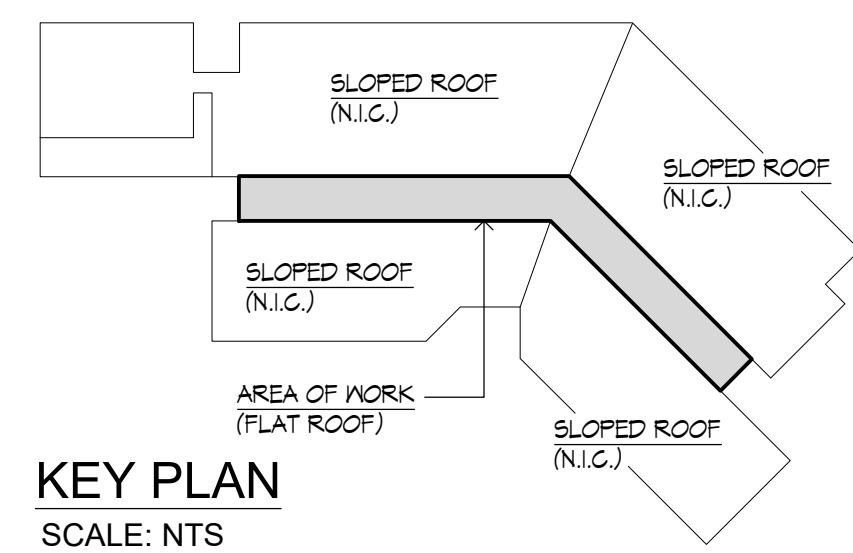 SLOPED ROOF
(N.I.C.)
SLOPED ROOF
(N.I.C.)
SLOPED ROOF
(N.I.C.)
AREA OF WORK
(FLAT ROOF)
SLOPED ROOF
(N.I.C.)
KEY PLAN
SCALE: NTS